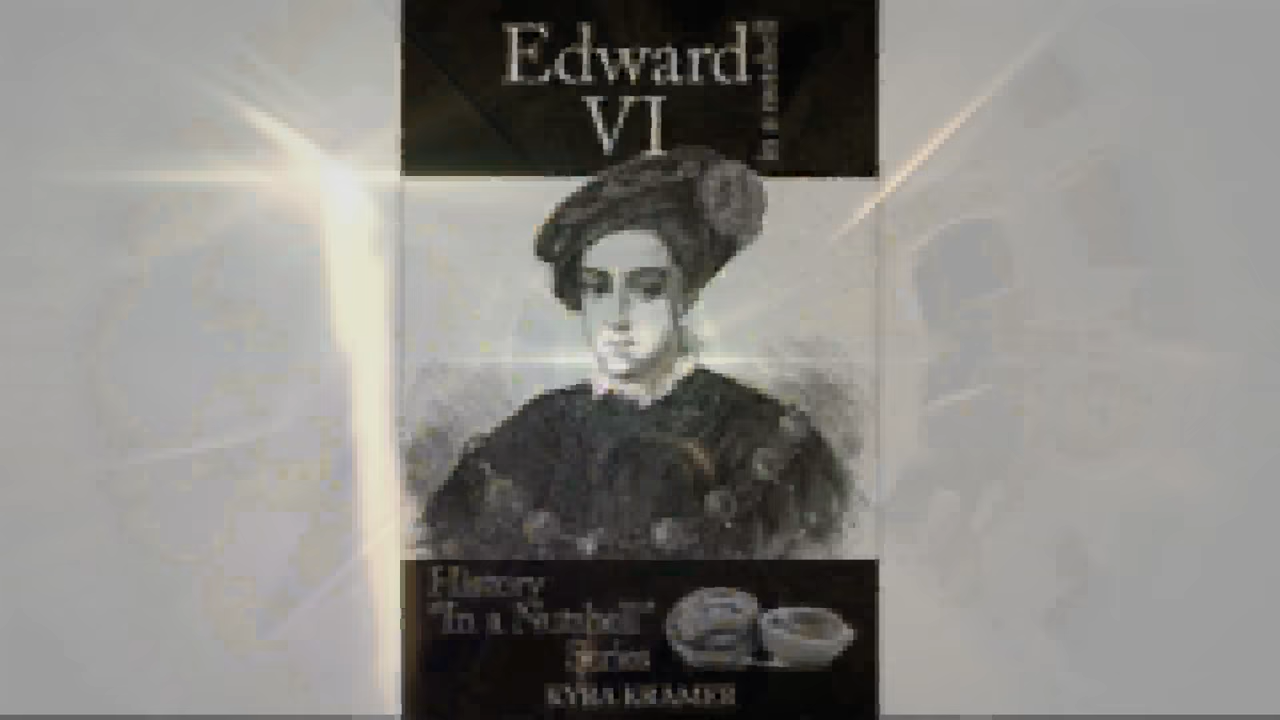 Edward
VI
History
"In a Nutshell"
Series
KYRA KRAMER